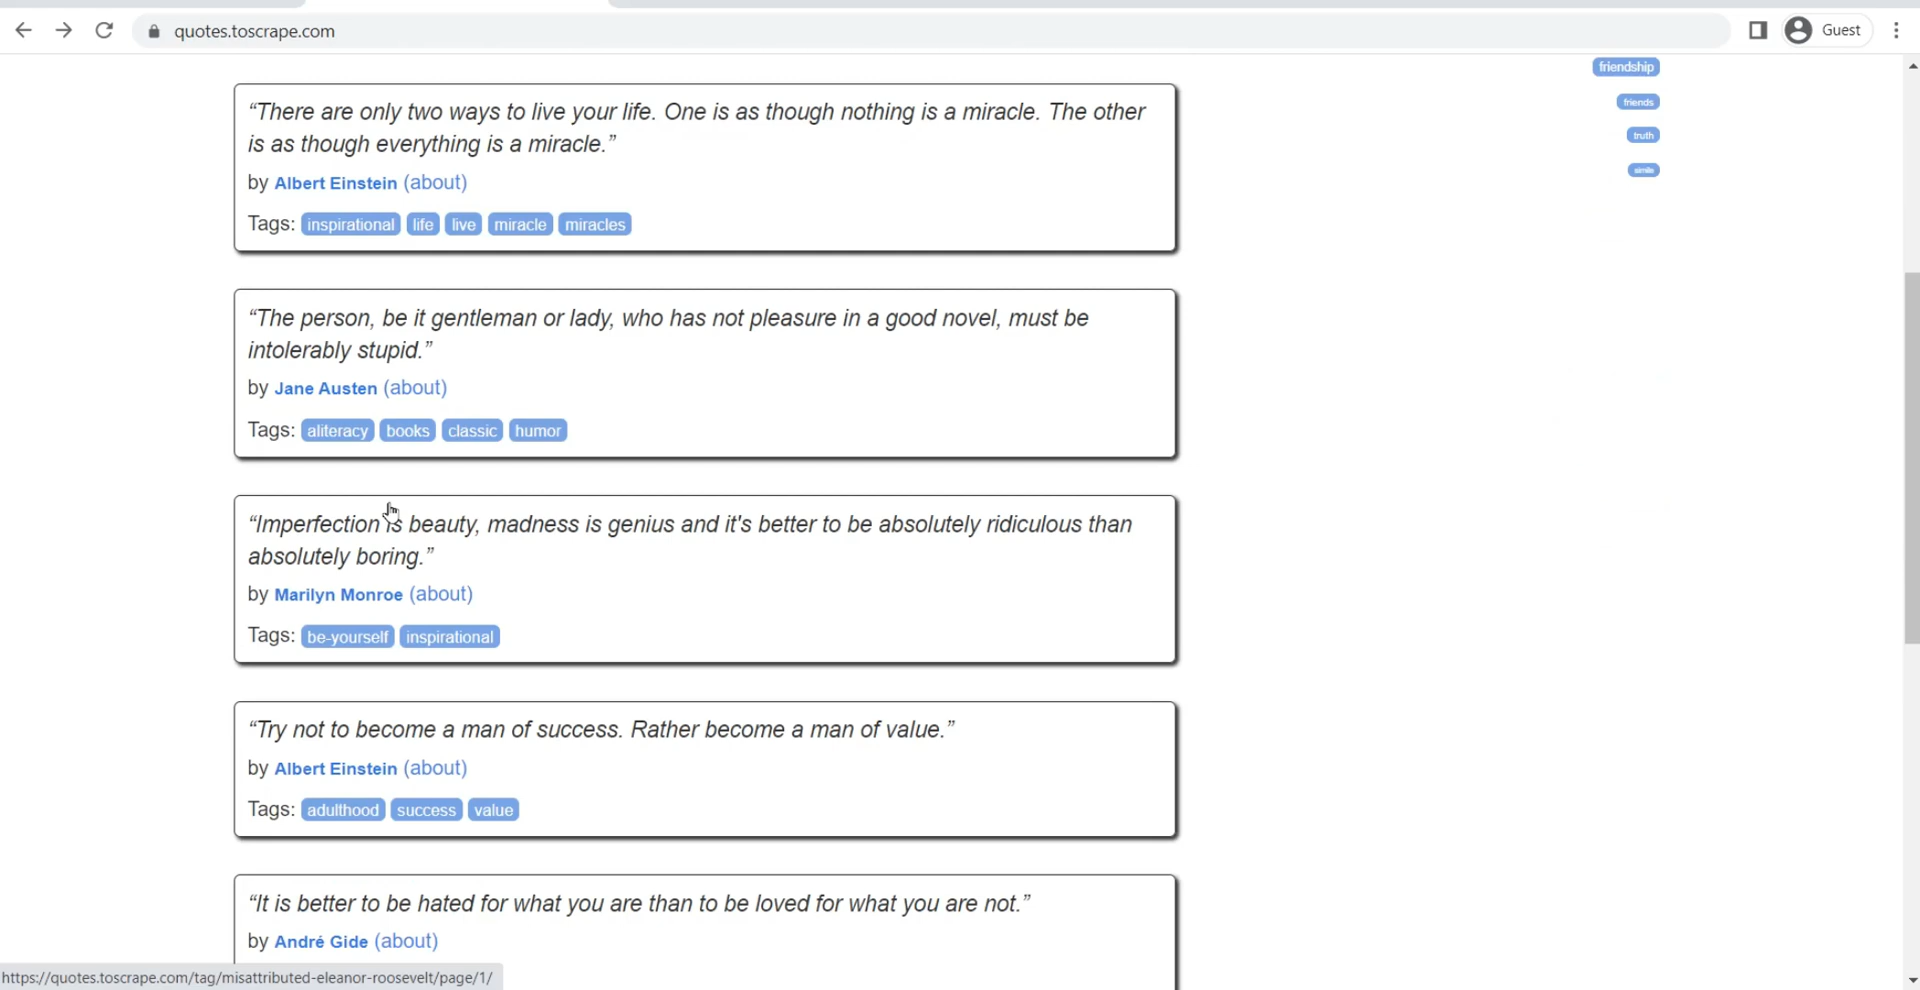 quotes.toscrape.com
Guest
friendship
friends
truth
simile
“There are only two ways to live your life. One is as though nothing is a miracle. The other
is as though everything is a miracle.”
by Albert Einstein (about)
Tags: inspirational life live miracle miracles
“The person, be it gentleman or lady, who has not pleasure in a good novel, must be
intolerably stupid.”
by Jane Austen (about)
Tags: aliteracy books classic humor
“Imperfection is beauty, madness is genius and it's better to be absolutely ridiculous than
absolutely boring.”
by Marilyn Monroe (about)
Tags: be-yourself inspirational
“Try not to become a man of success. Rather become a man of value.”
by Albert Einstein (about)
Tags: adulthood success value
“It is better to be hated for what you are than to be loved for what you are not.”
by André Gide (about)
https://quotes.toscrape.com/tag/misattributed-eleanor-roosevelt/page/1/